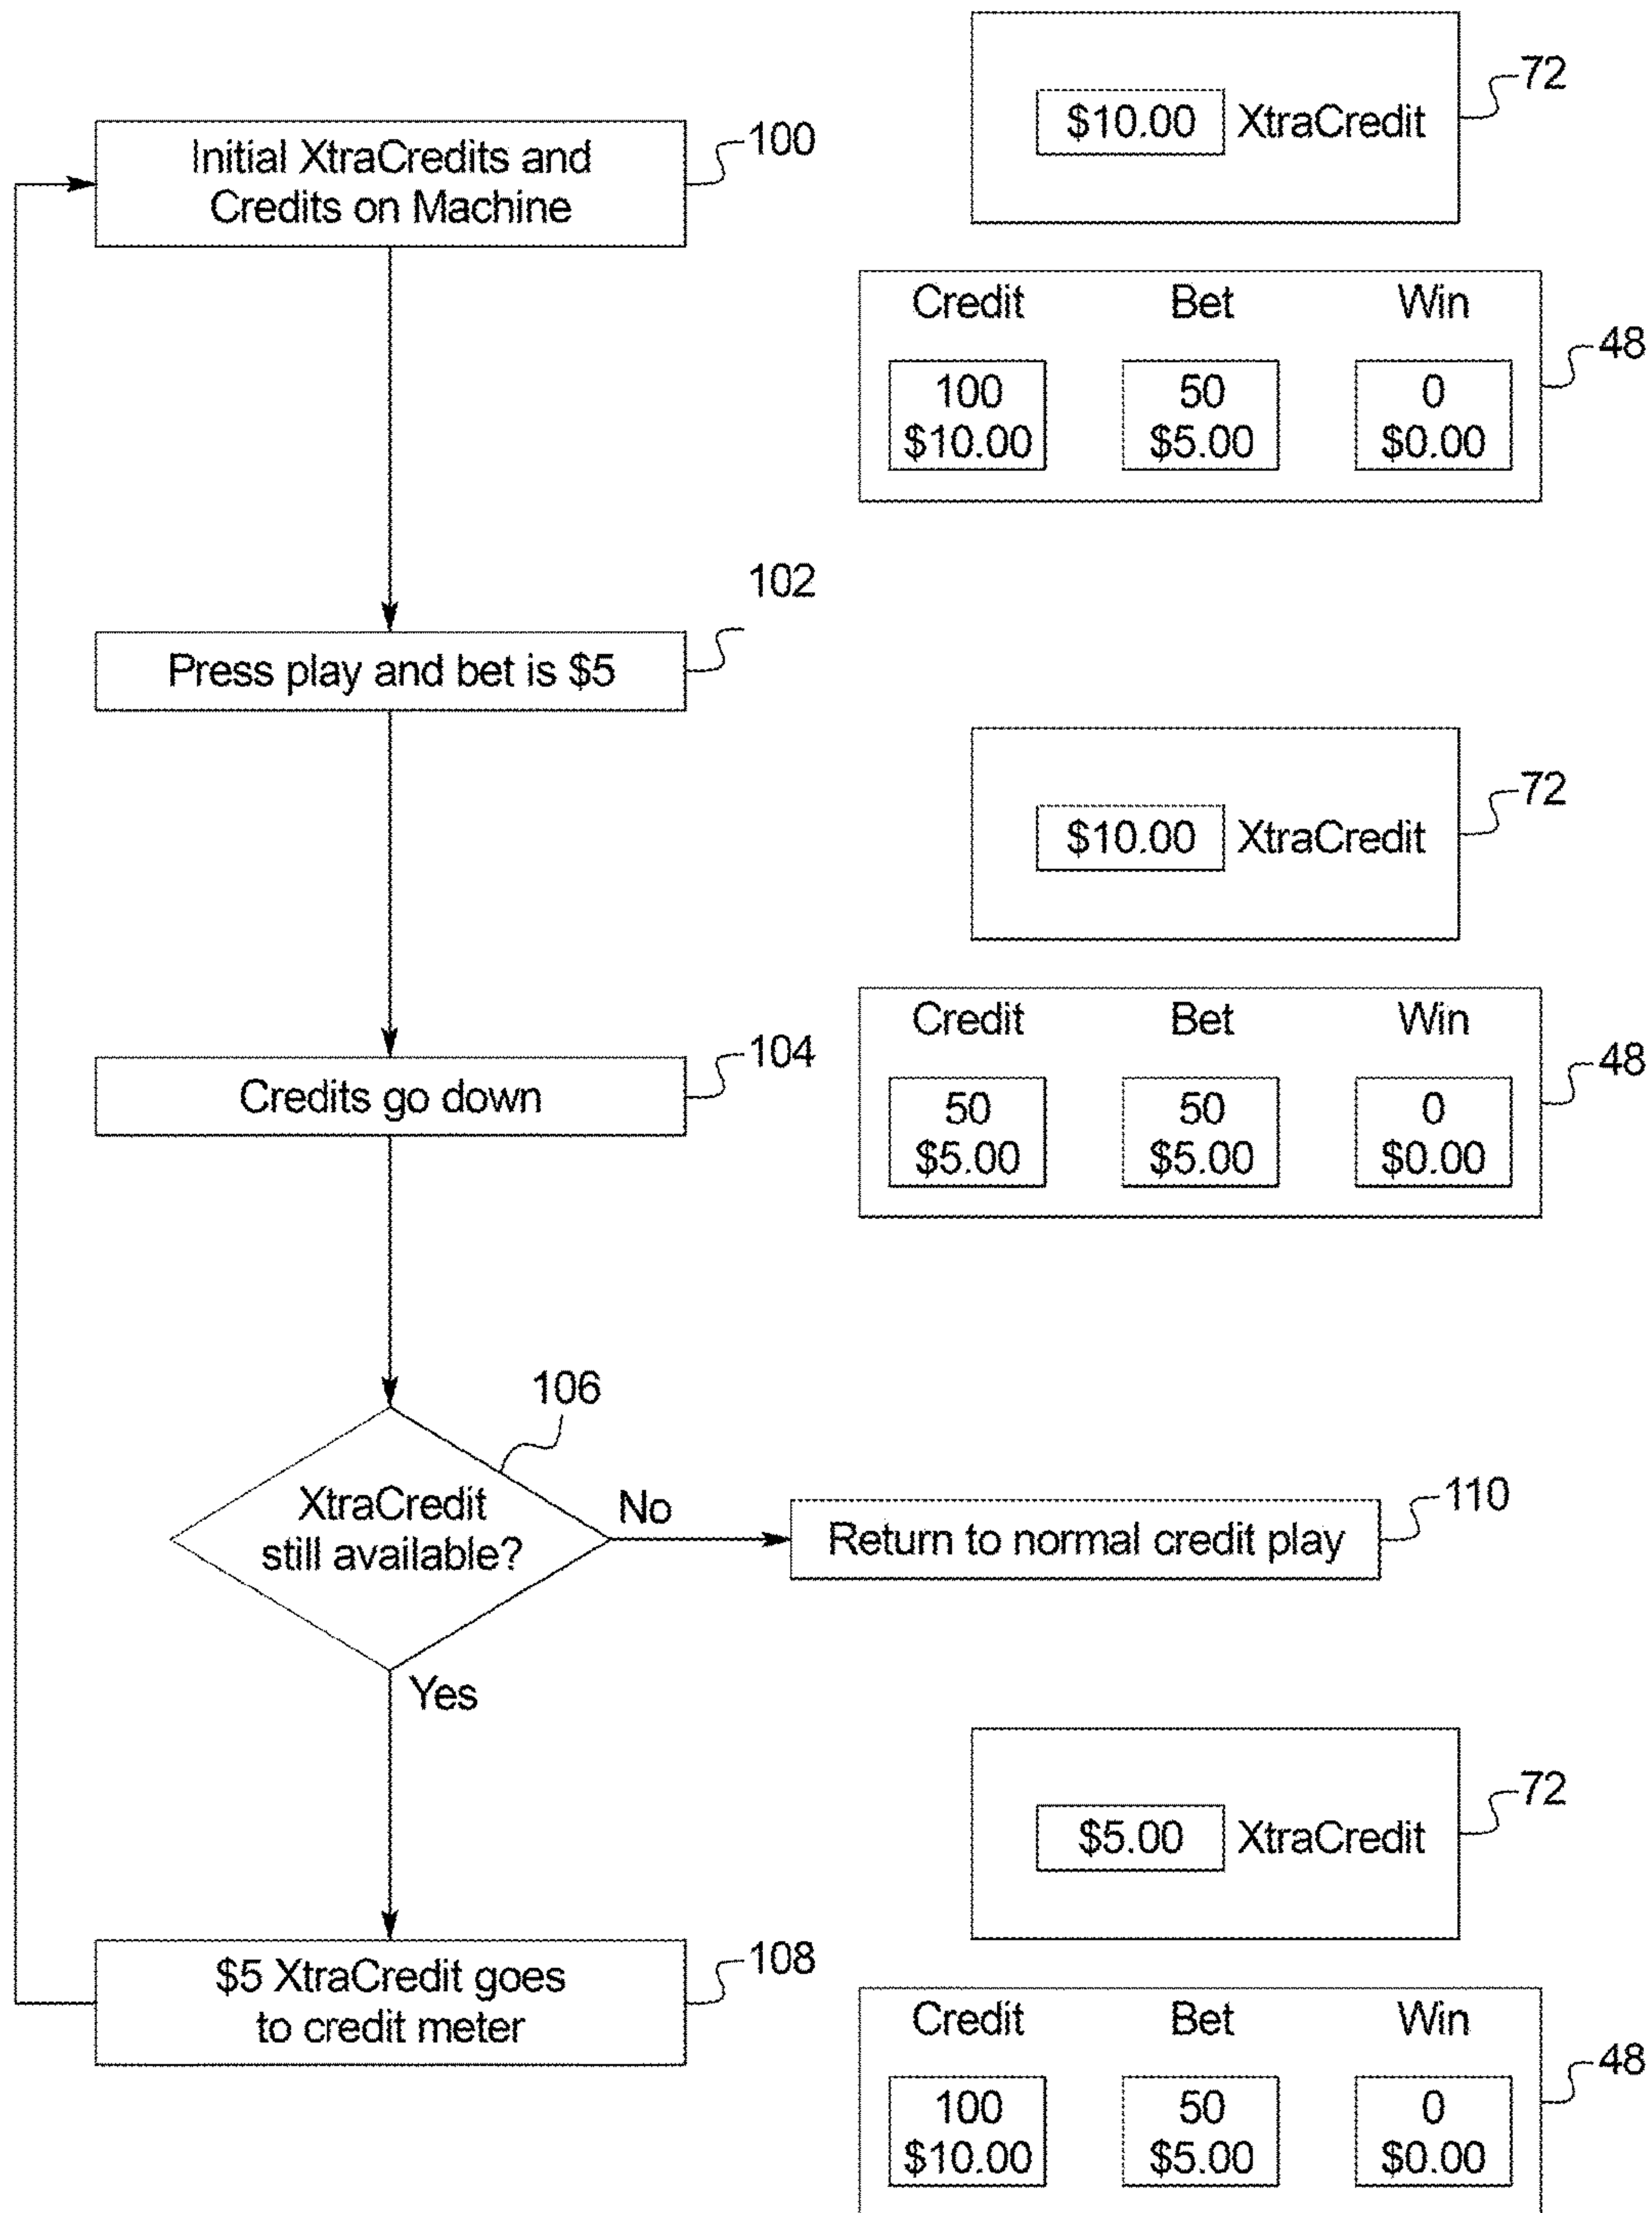 $10.00 XtraCredit
72
Initial XtraCredits and
Credits on Machine
100
Credit Bet Win
100 50 0
$10.00 $5.00 $0.00
48
102
Press play and bet is $5
$10.00 XtraCredit
72
Credits go down
104
Credit Bet Win
50 50 0
$5.00 $5.00 $0.00
48
106
XtraCredit
still available?
No
Return to normal credit play
110
Yes
$5.00 XtraCredit
72
$5 XtraCredit goes
to credit meter
108
Credit Bet Win
100 50 0
$10.00 $5.00 $0.00
48